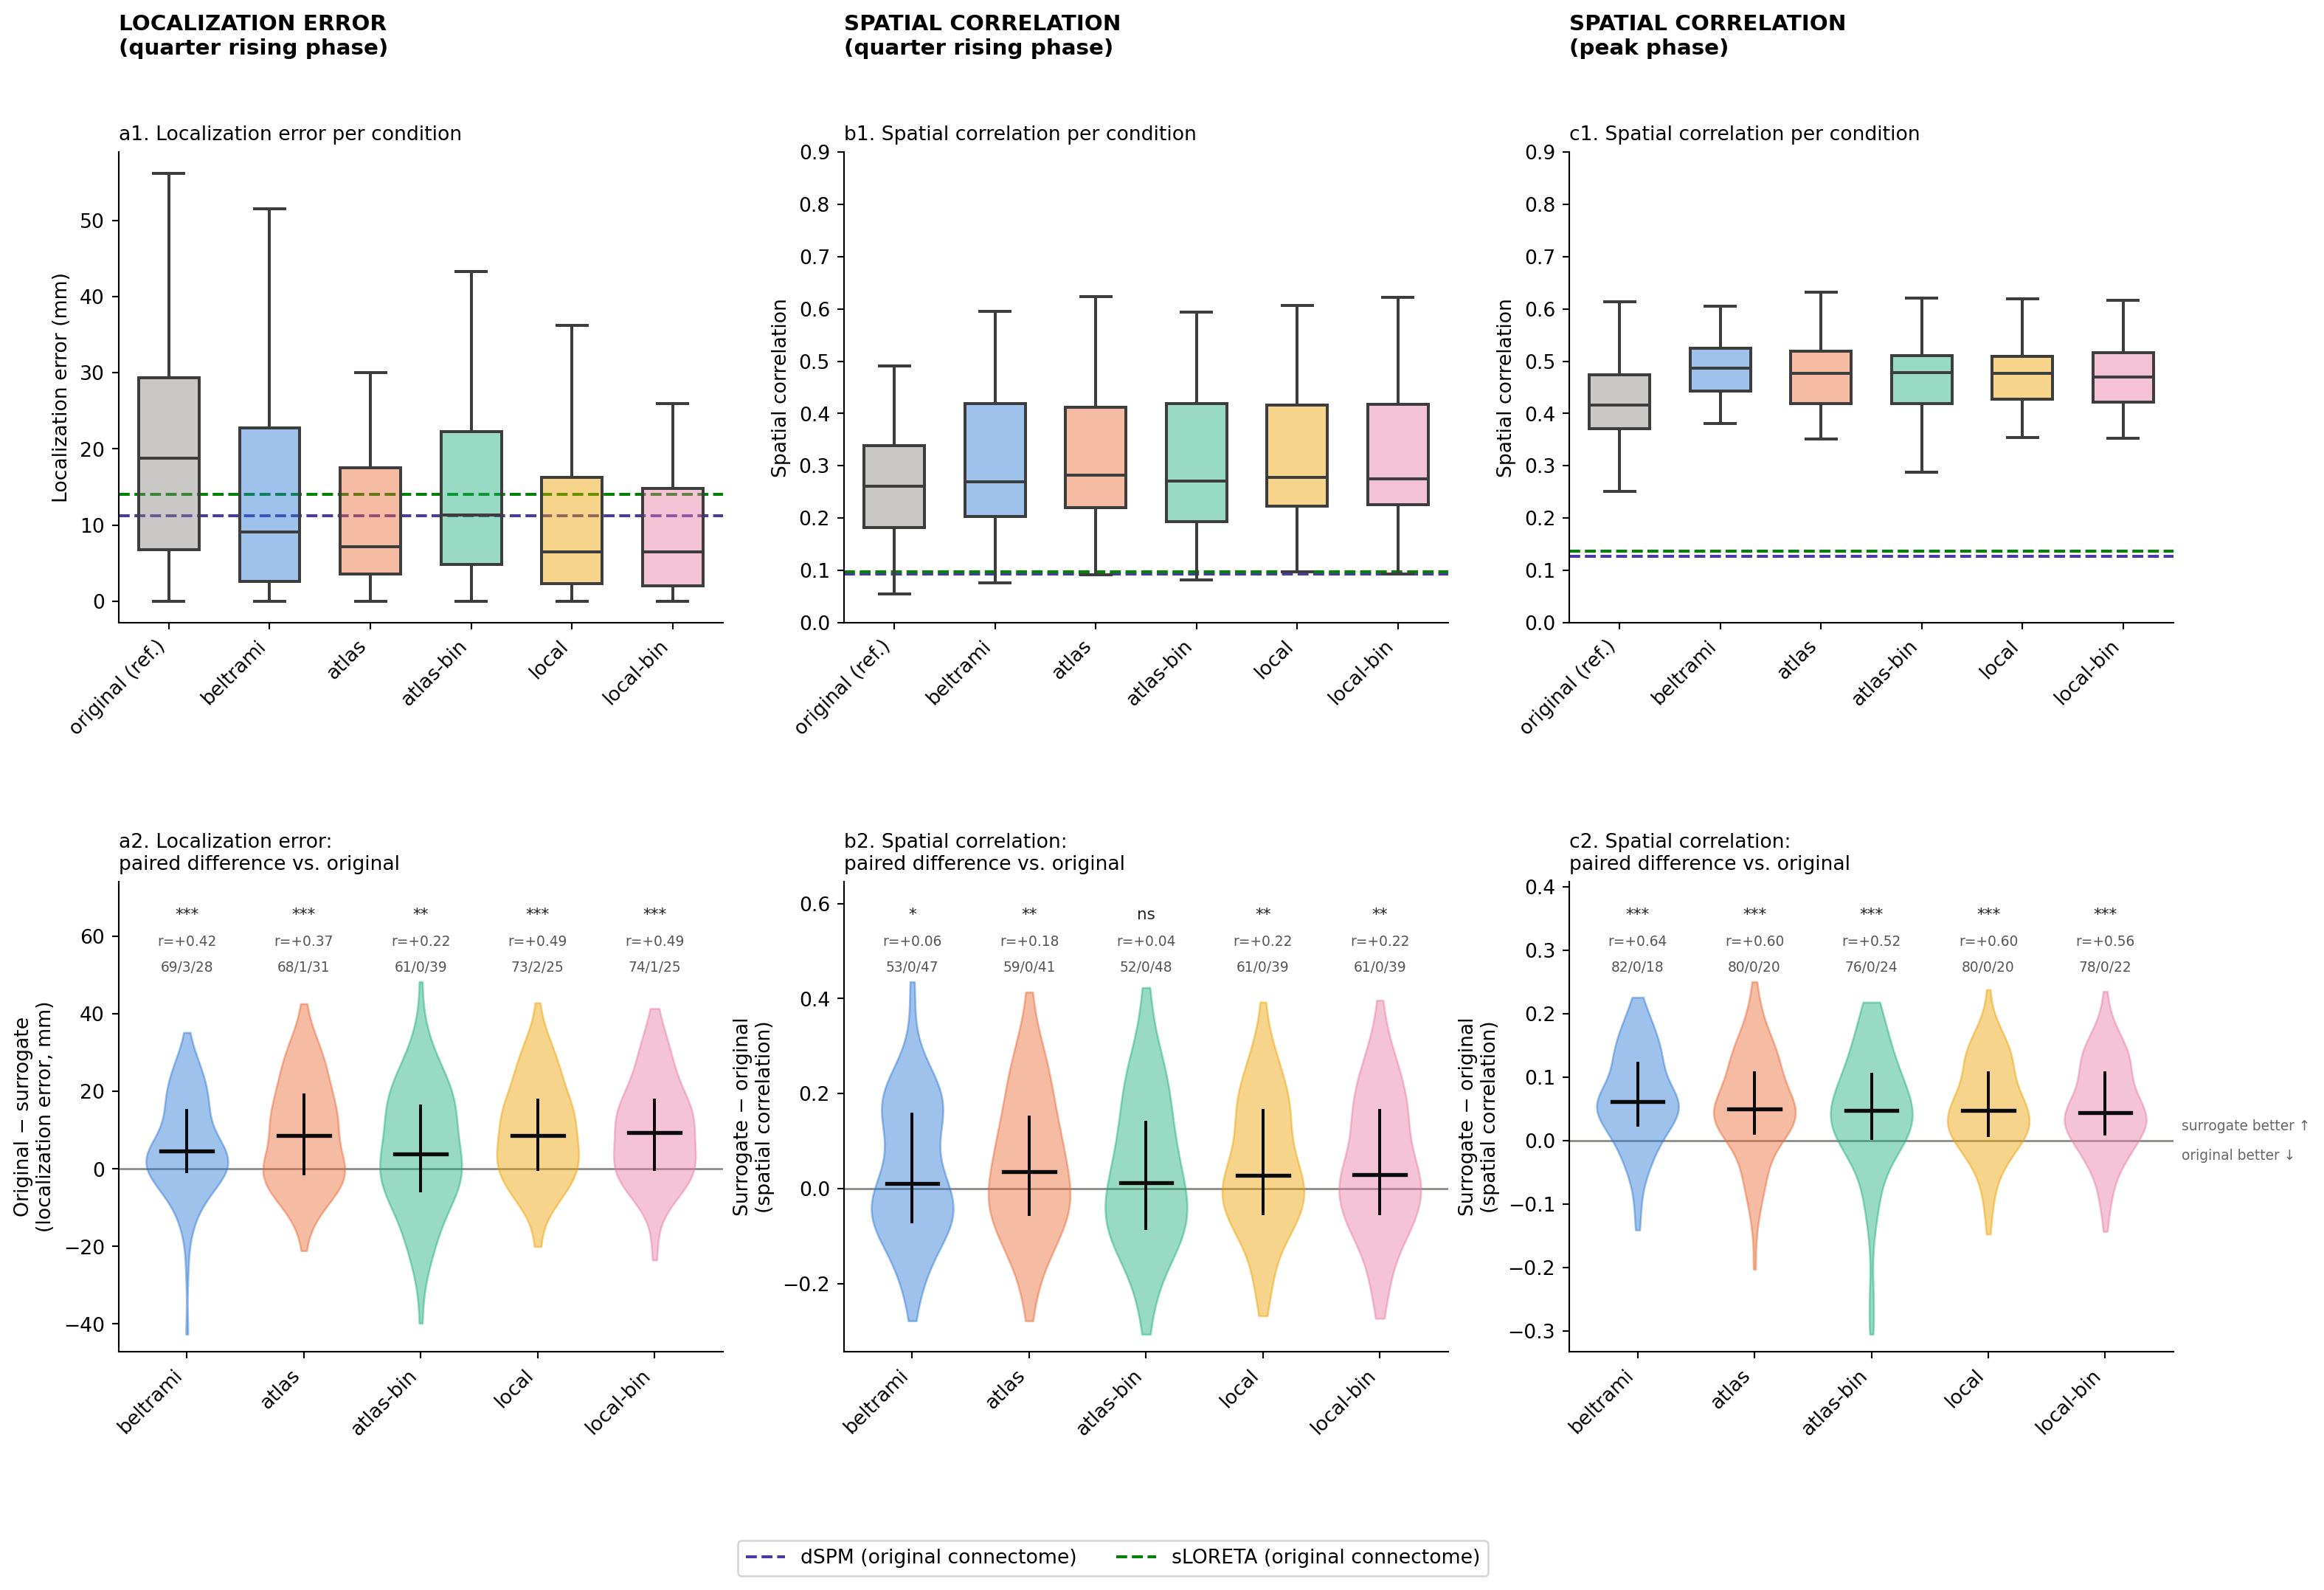 LOCALIZATION ERROR
(quarter rising phase)
SPATIAL CORRELATION
(quarter rising phase)
SPATIAL CORRELATION
(peak phase)
a1. Localization error per condition
Localization error (mm)
50
40
30
20
10
0
original (ref.)
beltrami
atlas
atlas-bin
local
local-bin
b1. Spatial correlation per condition
Spatial correlation
0.9
0.8
0.7
0.6
0.5
0.4
0.3
0.2
0.1
0.0
original (ref.)
beltrami
atlas
atlas-bin
local
local-bin
c1. Spatial correlation per condition
Spatial correlation
0.9
0.8
0.7
0.6
0.5
0.4
0.3
0.2
0.1
0.0
original (ref.)
beltrami
atlas
atlas-bin
local
local-bin
a2. Localization error:
paired difference vs. original
Original − surrogate
(localization error, mm)
60
40
20
0
−20
−40
*** *** ** *** ***
r=+0.42 r=+0.37 r=+0.22 r=+0.49 r=+0.49
69/3/28 68/1/31 61/0/39 73/2/25 74/1/25
beltrami
atlas
atlas-bin
local
local-bin
b2. Spatial correlation:
paired difference vs. original
Surrogate − original
(spatial correlation)
0.6
0.4
0.2
0.0
−0.2
* ** ns ** **
r=+0.06 r=+0.18 r=+0.04 r=+0.22 r=+0.22
53/0/47 59/0/41 52/0/48 61/0/39 61/0/39
beltrami
atlas
atlas-bin
local
local-bin
c2. Spatial correlation:
paired difference vs. original
Surrogate − original
(spatial correlation)
0.4
0.3
0.2
0.1
0.0
−0.1
−0.2
−0.3
*** *** *** *** ***
r=+0.64 r=+0.60 r=+0.52 r=+0.60 r=+0.56
82/0/18 80/0/20 76/0/24 80/0/20 78/0/22
surrogate better ↑
original better ↓
beltrami
atlas
atlas-bin
local
local-bin
dSPM (original connectome)
sLORETA (original connectome)